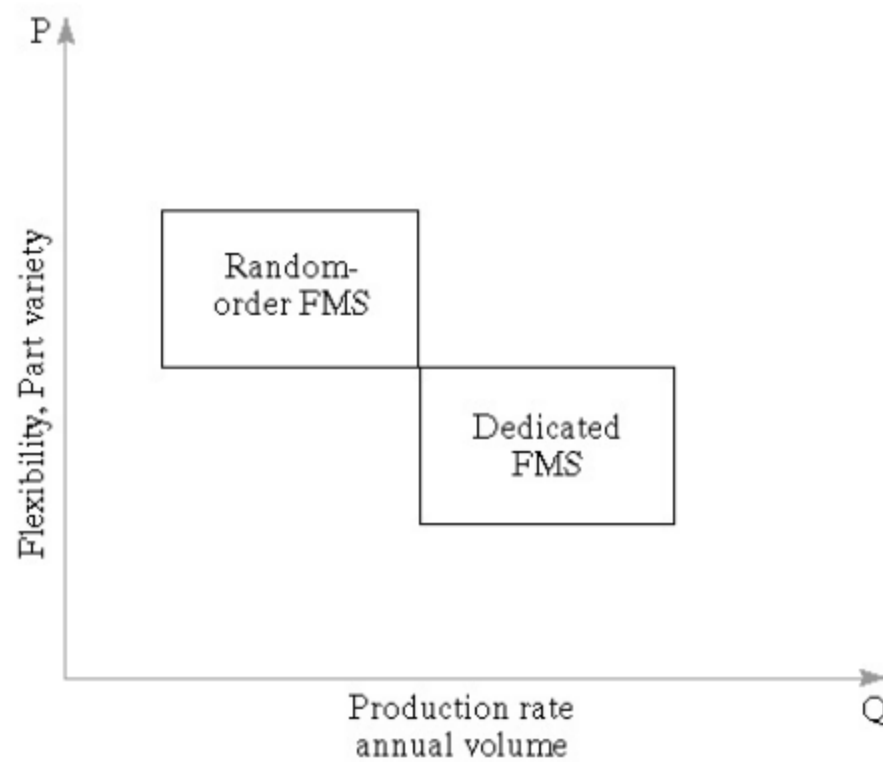 P
Flexibility, Part variety
Random-
order FMS
Dedicated
FMS
Production rate
annual volume
Q